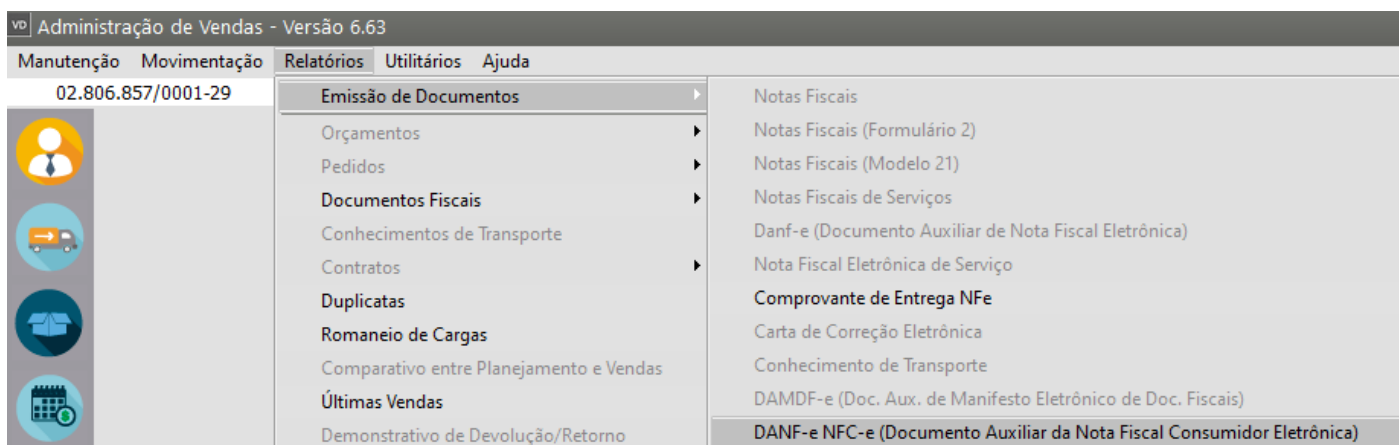 VD Administração de Vendas - Versão 6.63
Manutenção Movimentação Relatórios Utilitários Ajuda
02.806.857/0001-29
Emissão de Documentos
Orçamentos
Pedidos
Documentos Fiscais
Conhecimentos de Transporte
Contratos
Duplicatas
Romaneio de Cargas
Comparativo entre Planejamento e Vendas
Últimas Vendas
Demonstrativo de Devolução/Retorno
Notas Fiscais
Notas Fiscais (Formulário 2)
Notas Fiscais (Modelo 21)
Notas Fiscais de Serviços
Danf-e (Documento Auxiliar de Nota Fiscal Eletrônica)
Nota Fiscal Eletrônica de Serviço
Comprovante de Entrega NFe
Carta de Correção Eletrônica
Conhecimento de Transporte
DAMDF-e (Doc. Aux. de Manifesto Eletrônico de Doc. Fiscais)
DANF-e NFC-e (Documento Auxiliar da Nota Fiscal Consumidor Eletrônica)